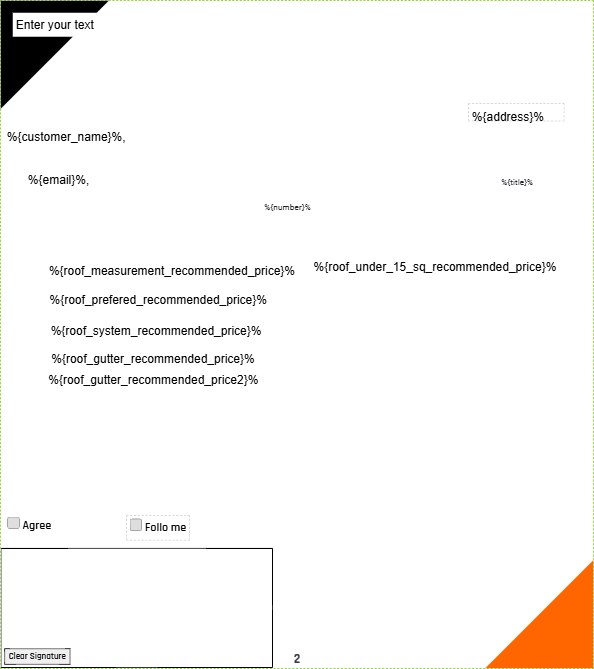 Enter your text
%{address}%
%{customer_name}%,
%{email}%,
%{title}%
%{number}%
%{roof_measurement_recommended_price}%
%{roof_under_15_sq_recommended_price}%
%{roof_prefered_recommended_price}%
%{roof_system_recommended_price}%
%{roof_gutter_recommended_price}%
%{roof_gutter_recommended_price2}%
Agree
Follo me
Clear Signature
2